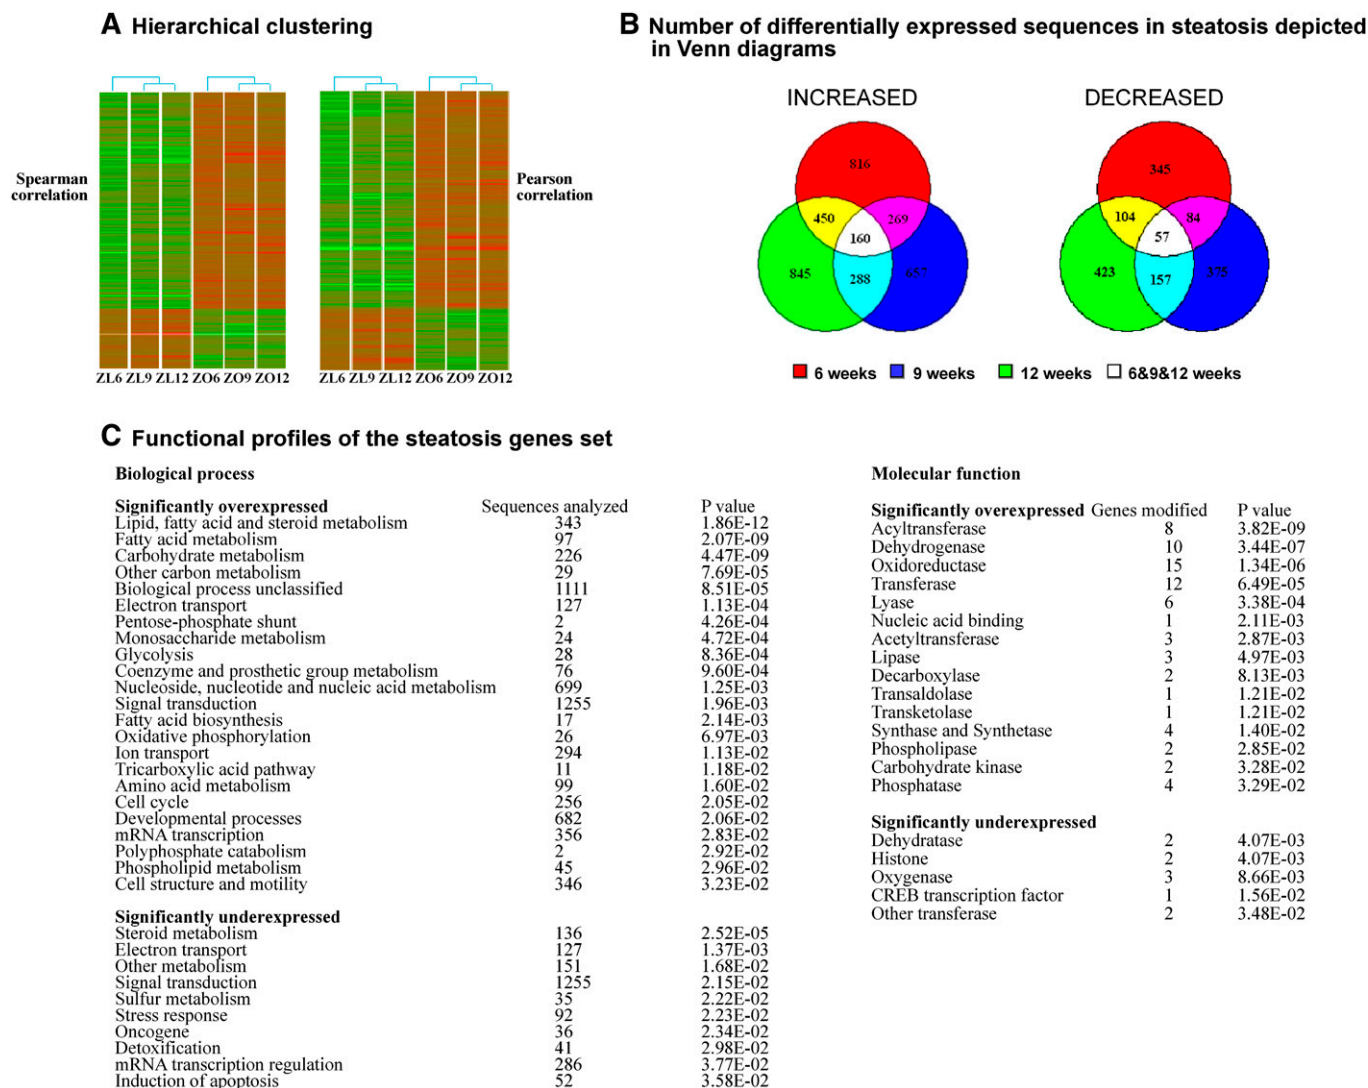 A Hierarchical clustering
Spearman
correlation
Pearson
correlation
ZL6 ZL9 ZL12 ZO6 ZO9 ZO12
ZL6 ZL9 ZL12 ZO6 ZO9 ZO12
B Number of differentially expressed sequences in steatosis depicted
in Venn diagrams
INCREASED
816
450
269
160
845
288
657
DECREASED
345
104
84
57
423
157
375
6 weeks 9 weeks 12 weeks 6&9&12 weeks
C Functional profiles of the steatosis genes set
Biological process
Significantly overexpressed Sequences analyzed P value
Lipid, fatty acid and steroid metabolism 343 1.86E-12
Fatty acid metabolism 97 2.07E-09
Carbohydrate metabolism 226 4.47E-09
Other carbon metabolism 29 7.69E-05
Biological process unclassified 1111 8.51E-05
Electron transport 127 1.13E-04
Pentose-phosphate shunt 2 4.26E-04
Monosaccharide metabolism 24 4.72E-04
Glycolysis 28 8.36E-04
Coenzyme and prosthetic group metabolism 76 9.60E-04
Nucleoside, nucleotide and nucleic acid metabolism 699 1.25E-03
Signal transduction 1255 1.96E-03
Fatty acid biosynthesis 17 2.14E-03
Oxidative phosphorylation 26 6.97E-03
Ion transport 294 1.13E-02
Tricarboxylic acid pathway 11 1.18E-02
Amino acid metabolism 99 1.60E-02
Cell cycle 256 2.05E-02
Developmental processes 682 2.06E-02
mRNA transcription 356 2.83E-02
Polyphosphate catabolism 2 2.92E-02
Phospholipid metabolism 45 2.96E-02
Cell structure and motility 346 3.23E-02
Significantly underexpressed
Steroid metabolism 136 2.52E-05
Electron transport 127 1.37E-03
Other metabolism 151 1.68E-02
Signal transduction 1255 2.15E-02
Sulfur metabolism 35 2.22E-02
Stress response 92 2.23E-02
Oncogene 36 2.34E-02
Detoxification 41 2.98E-02
mRNA transcription regulation 286 3.77E-02
Induction of apoptosis 52 3.58E-02
Molecular function
Significantly overexpressed Genes modified P value
Acyltransferase 8 3.82E-09
Dehydrogenase 10 3.44E-07
Oxidoreductase 15 1.34E-06
Transferase 12 6.49E-05
Lyase 6 3.38E-04
Nucleic acid binding 1 2.11E-03
Acetyltransferase 3 2.87E-03
Lipase 3 4.97E-03
Decarboxylase 2 8.13E-03
Transaldolase 1 1.21E-02
Transketolase 1 1.21E-02
Synthase and Synthetase 4 1.40E-02
Phospholipase 2 2.85E-02
Carbohydrate kinase 2 3.28E-02
Phosphatase 4 3.29E-02
Significantly underexpressed
Dehydratase 2 4.07E-03
Histone 2 4.07E-03
Oxygenase 3 8.66E-03
CREB transcription factor 1 1.56E-02
Other transferase 2 3.48E-02